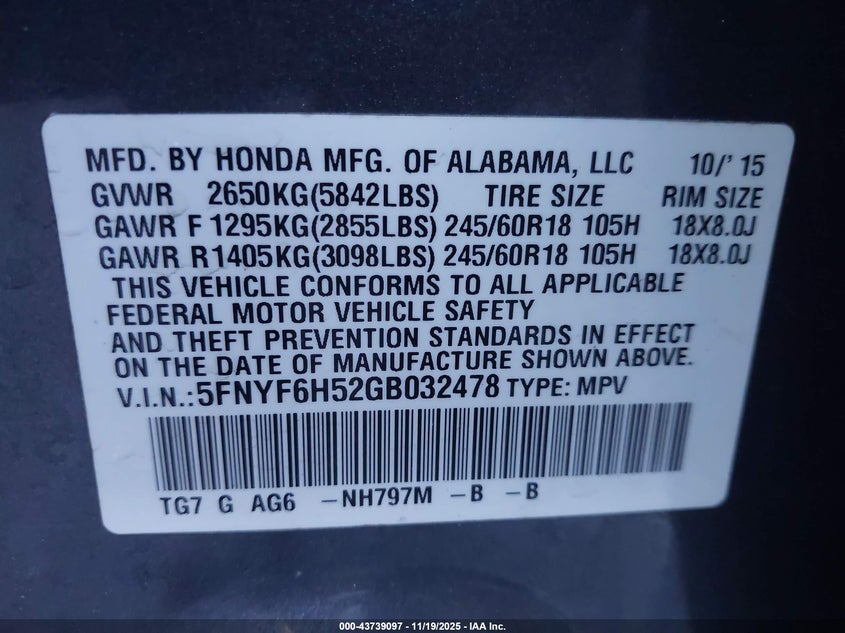 MFD. BY HONDA MFG. OF ALABAMA, LLC 10/' 15
GVWR 2650KG(5842LBS) TIRE SIZE RIM SIZE
GAWR F 1295KG(2855LBS) 245/60R18 105H 18X8.0J
GAWR R1405KG(3098LBS) 245/60R18 105H 18X8.0J
THIS VEHICLE CONFORMS TO ALL APPLICABLE
FEDERAL MOTOR VEHICLE SAFETY
AND THEFT PREVENTION STANDARDS IN EFFECT
ON THE DATE OF MANUFACTURE SHOWN ABOVE.
V.I.N.:5FNYF6H52GB032478 TYPE: MPV
TG7 G AG6 -NH797M -B -B
000-43739097 - 11/19/2025 - IAA Inc.